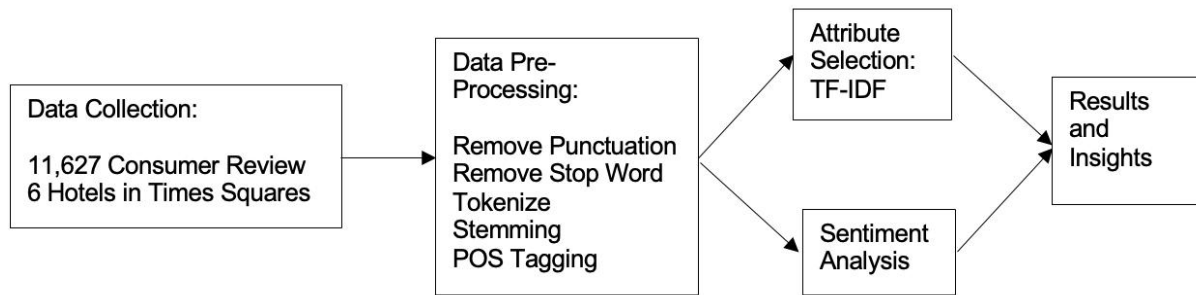 Data Collection:
11,627 Consumer Review
6 Hotels in Times Squares
Data Pre-
Processing:
Remove Punctuation
Remove Stop Word
Tokenize
Stemming
POS Tagging
Attribute
Selection:
TF-IDF
Sentiment
Analysis
Results
and
Insights